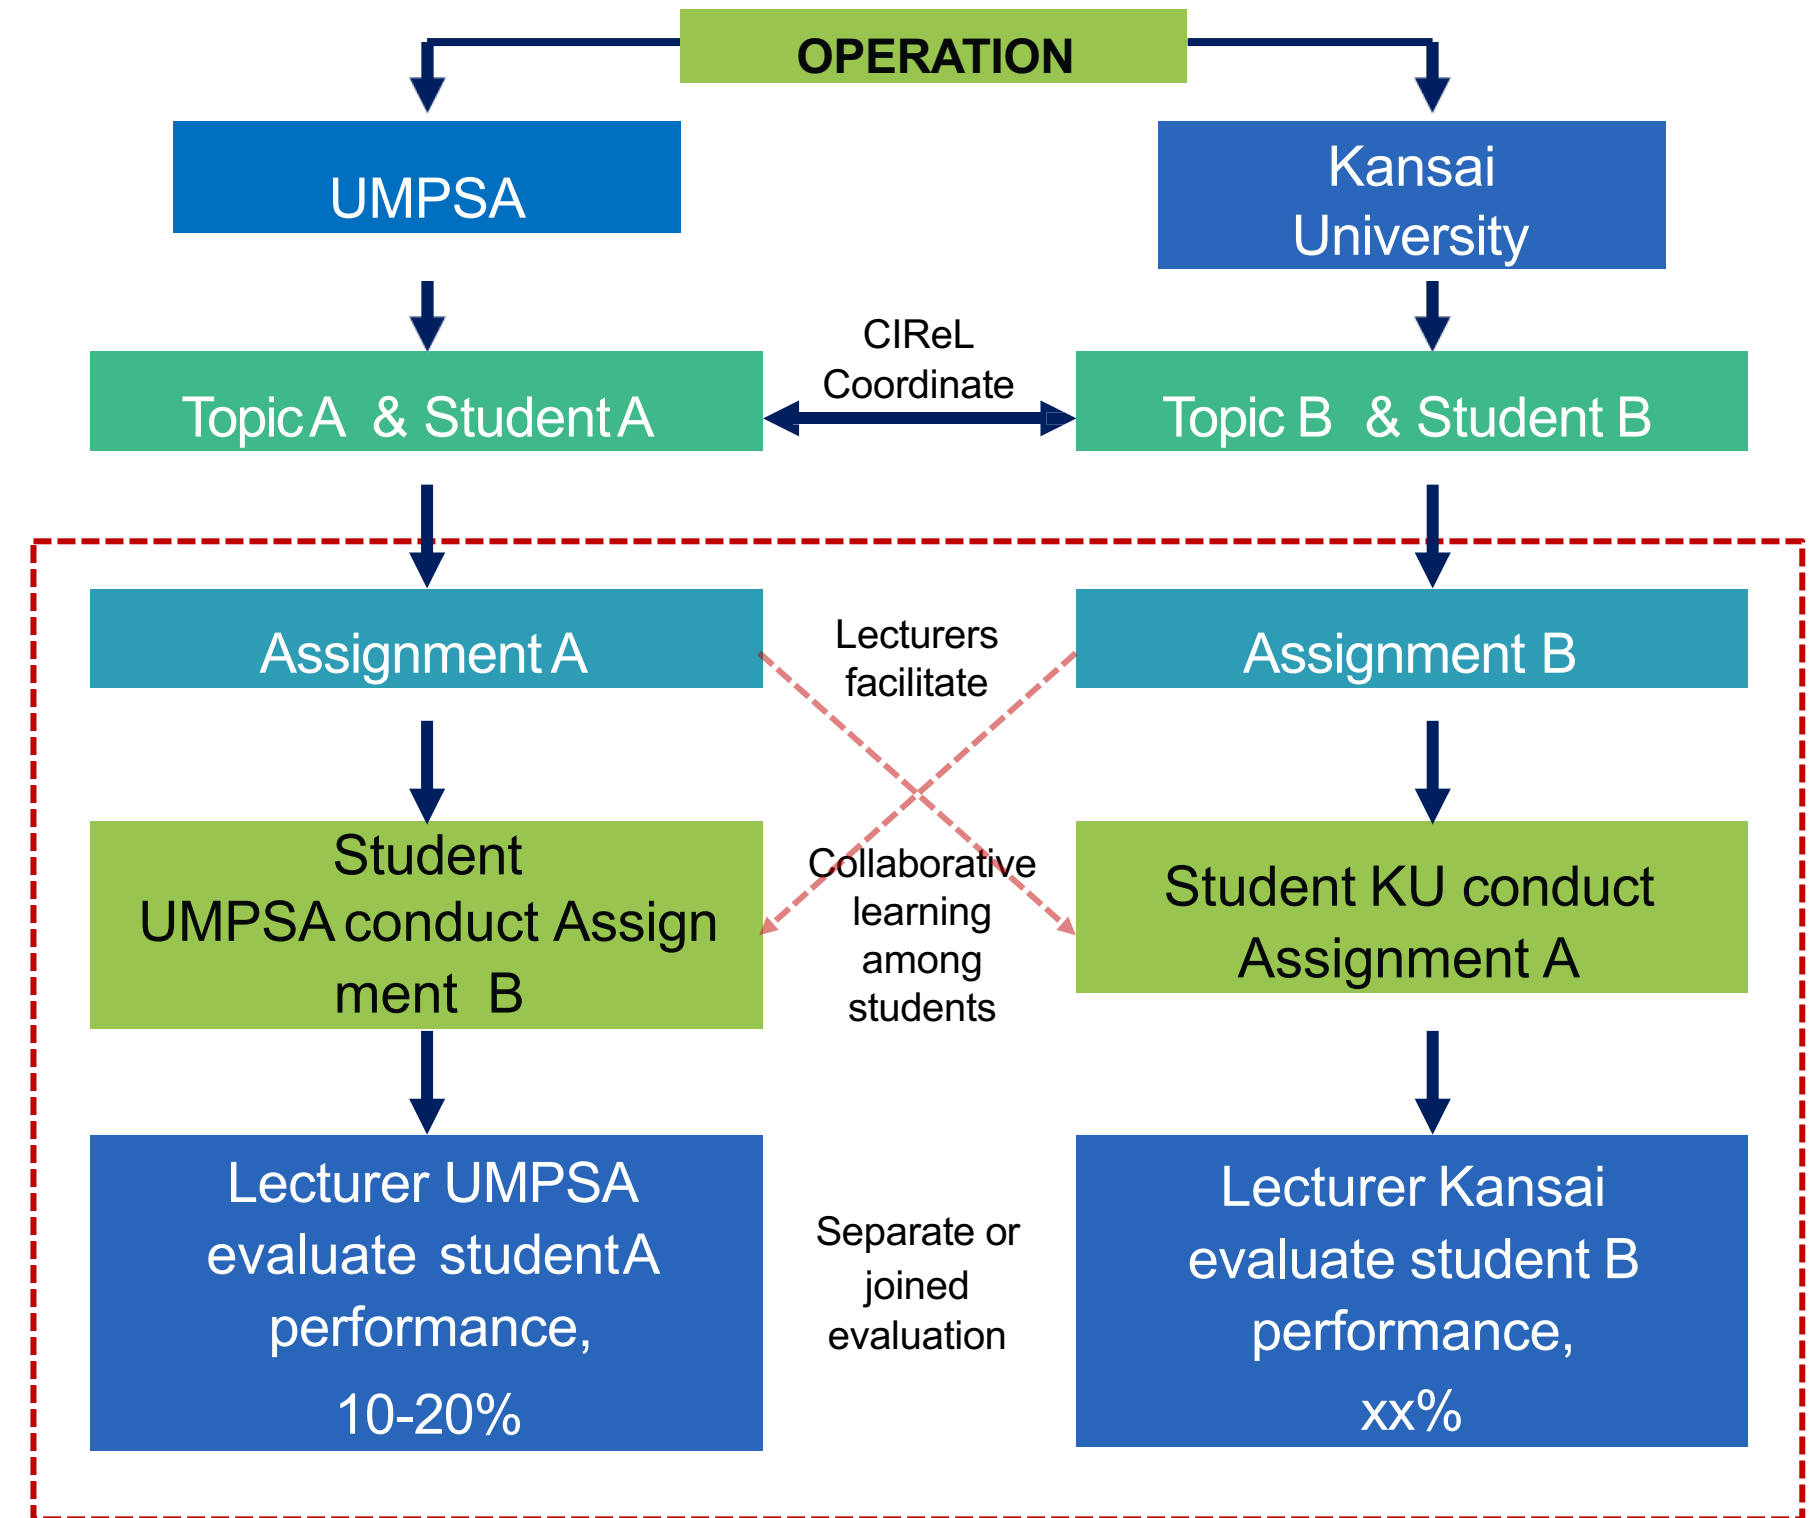 OPERATION
UMPSA
Kansai
University
CIReL
Coordinate
Topic A & Student A
Topic B & Student B
Assignment A
Lecturers
facilitate
Assignment B
Student
UMPSA conduct Assign
ment B
Collaborative
learning
among
students
Student KU conduct
Assignment A
Lecturer UMPSA
evaluate student A
performance,
10-20%
Separate or
joined
evaluation
Lecturer Kansai
evaluate student B
performance,
xx%